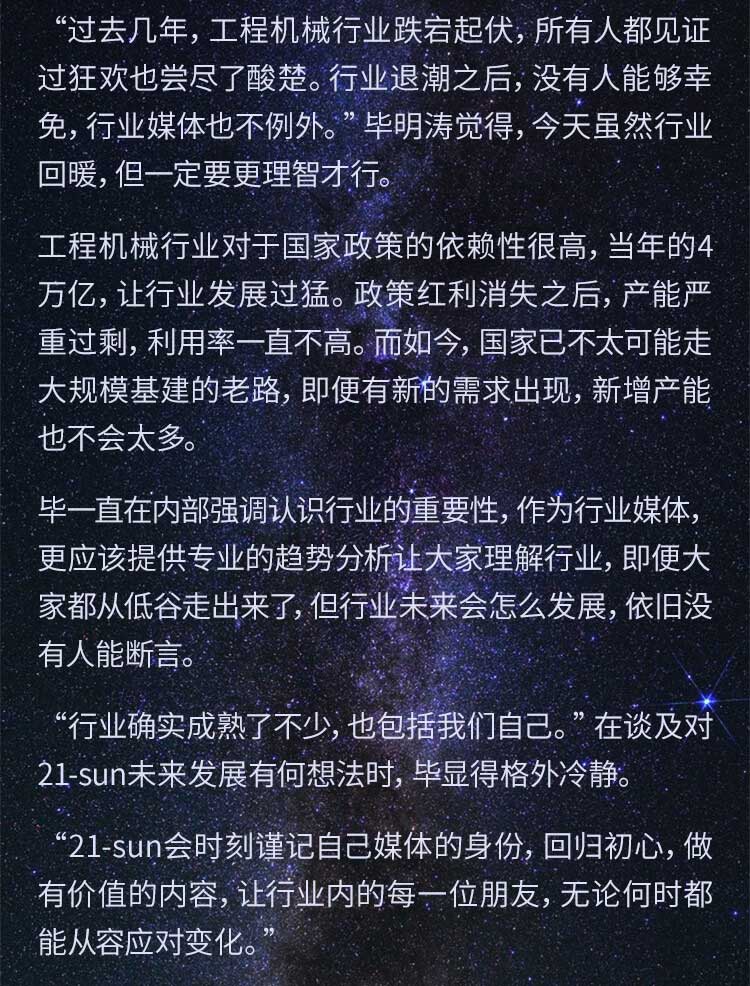 “过去几年，工程机械行业跌宕起伏，所有人都见证
过狂欢也尝尽了酸楚。行业退潮之后，没有人能够幸
免，行业媒体也不例外。”毕明涛觉得，今天虽然行业
回暖，但一定要更理智才行。
工程机械行业对于国家政策的依赖性很高，当年的4
万亿，让行业发展过猛。政策红利消失之后，产能严
重过剩，利用率一直不高。而如今，国家已不太可能走
大规模基建的老路，即便有新的需求出现，新增产能
也不会太多。
毕一直在内部强调认识行业的重要性，作为行业媒体，
更应该提供专业的趋势分析让大家理解行业，即便大
家都从低谷走出来了，但行业未来会怎么发展，依旧没
有人能断言。
“行业确实成熟了不少，也包括我们自己。”在谈及对
21-sun未来发展有何想法时，毕显得格外冷静。
“21-sun会时刻谨记自己媒体的身份，回归初心，做
有价值的内容，让行业内的每一位朋友，无论何时都
能从容应对变化。”